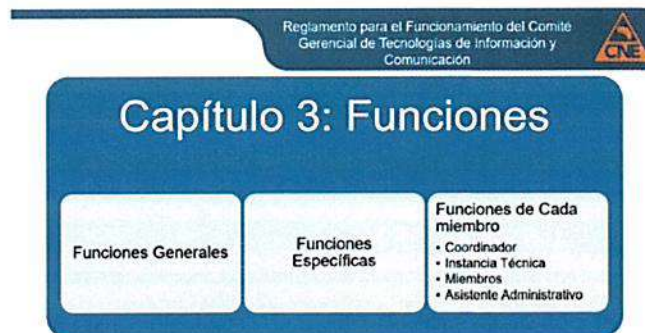 Reglamento para el Funcionamiento del Comité
Gerencial de Tecnologías de Información y
Comunicación
CNE
Capítulo 3: Funciones
Funciones Generales
Funciones
Específicas
Funciones de Cada
miembro
• Coordinador
• Instancia Técnica
• Miembros
• Asistente Administrativo